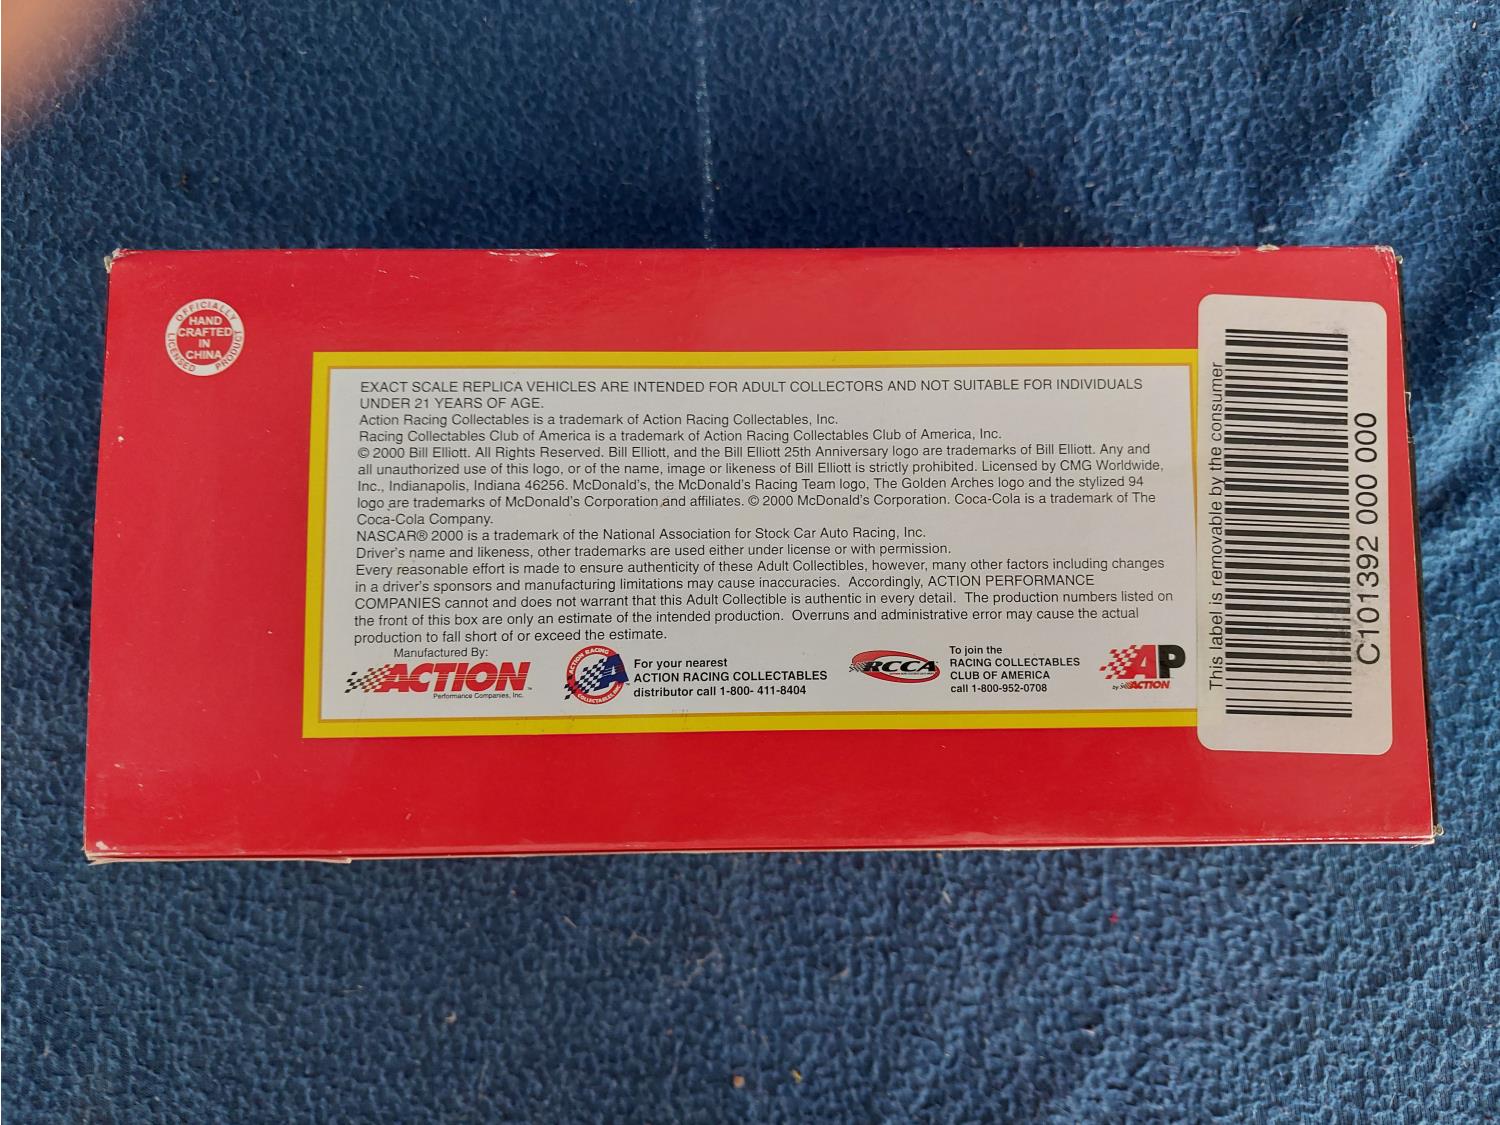 OFFICIALLY LICENSED PRODUCT
HAND
CRAFTED
IN
CHINA
EXACT SCALE REPLICA VEHICLES ARE INTENDED FOR ADULT COLLECTORS AND NOT SUITABLE FOR INDIVIDUALS
UNDER 21 YEARS OF AGE.
Action Racing Collectables is a trademark of Action Racing Collectables, Inc.
Racing Collectables Club of America is a trademark of Action Racing Collectables Club of America, Inc.
© 2000 Bill Elliott. All Rights Reserved. Bill Elliott, and the Bill Elliott 25th Anniversary logo are trademarks of Bill Elliott. Any and
all unauthorized use of this logo, or of the name, image or likeness of Bill Elliott is strictly prohibited. Licensed by CMG Worldwide,
Inc., Indianapolis, Indiana 46256. McDonald's, the McDonald's Racing Team logo, The Golden Arches logo and the stylized 94
logo are trademarks of McDonald's Corporation and affiliates. © 2000 McDonald's Corporation. Coca-Cola is a trademark of The
Coca-Cola Company.
NASCAR® 2000 is a trademark of the National Association for Stock Car Auto Racing, Inc.
Driver's name and likeness, other trademarks are used either under license or with permission.
Every reasonable effort is made to ensure authenticity of these Adult Collectibles, however, many other factors including changes
in a driver's sponsors and manufacturing limitations may cause inaccuracies. Accordingly, ACTION PERFORMANCE
COMPANIES cannot and does not warrant that this Adult Collectible is authentic in every detail. The production numbers listed on
the front of this box are only an estimate of the intended production. Overruns and administrative error may cause the actual
production to fall short of or exceed the estimate.
Manufactured By:
ACTION
Performance Companies, Inc.
ACTION RACING
COLLECTABLES, INC.
For your nearest
ACTION RACING COLLECTABLES
distributor call 1-800- 411-8404
RCCA
To join the
RACING COLLECTABLES
CLUB OF AMERICA
call 1-800-952-0708
AP
by ACTION
This label is removable by the consumer
C101392 000 000